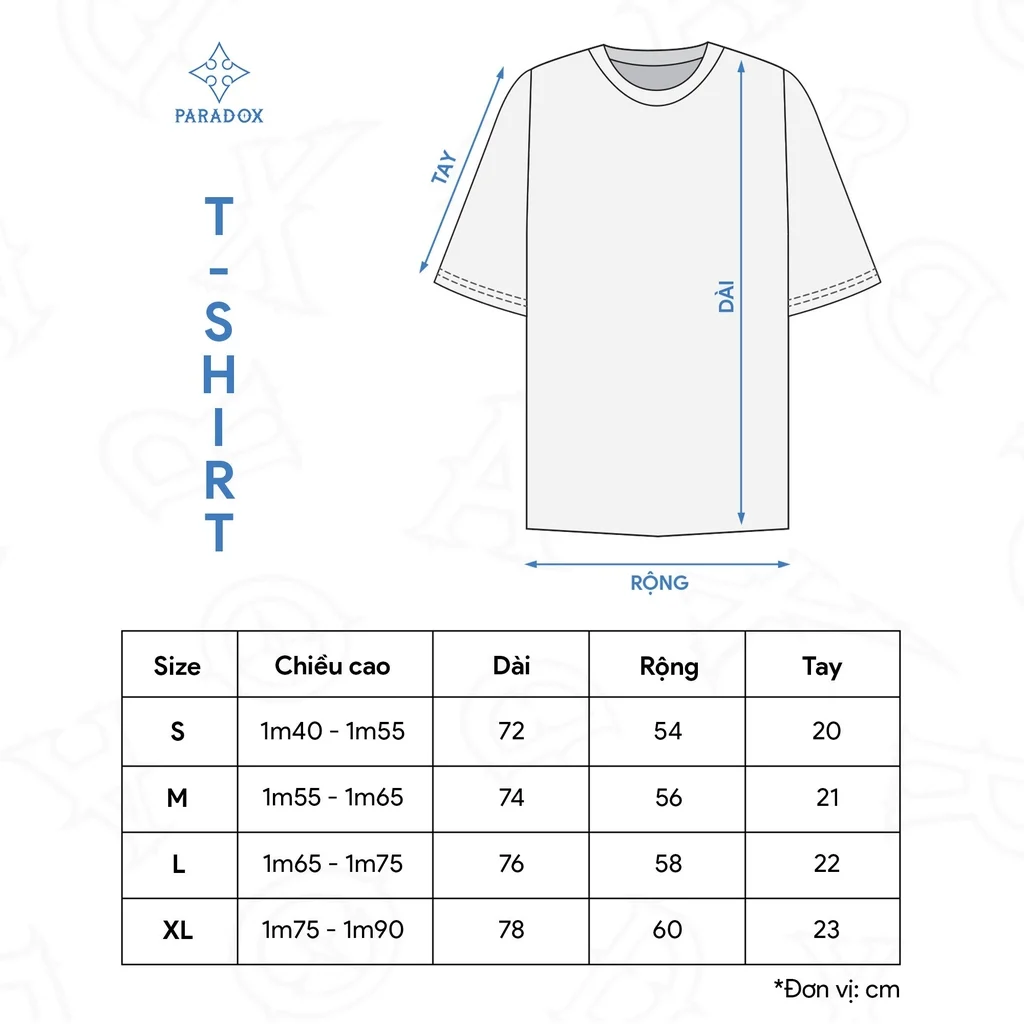 PARADOX
T-SHIRT
TAY
DÀI
RỘNG
Size Chiều cao Dài Rộng Tay
S 1m40 - 1m55 72 54 20
M 1m55 - 1m65 74 56 21
L 1m65 - 1m75 76 58 22
XL 1m75 - 1m90 78 60 23
*Đơn vị: cm